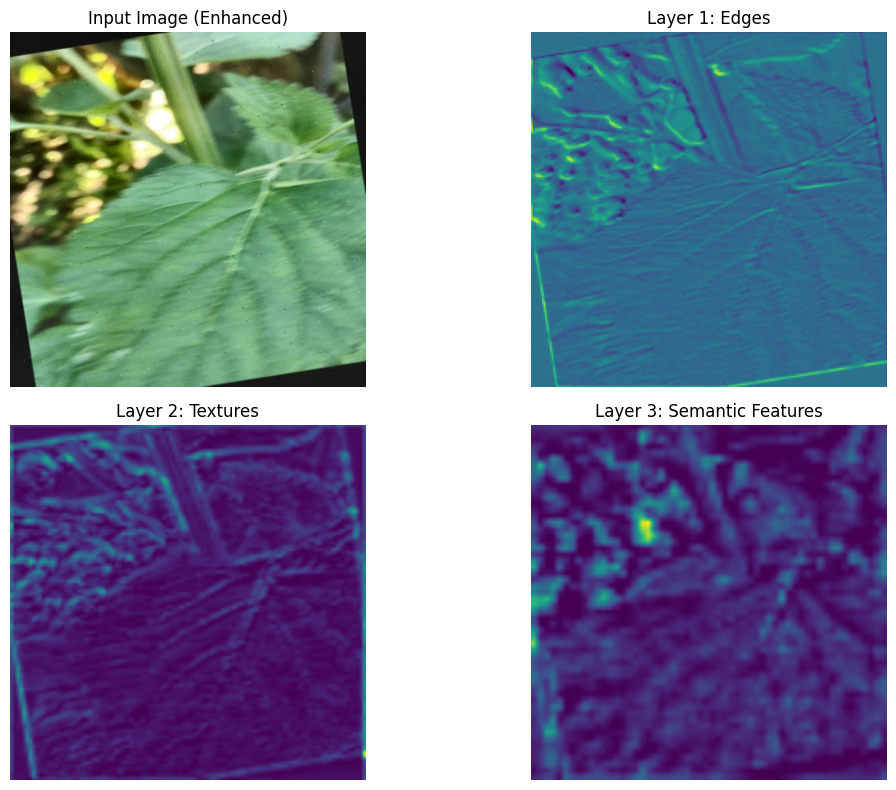 Input Image (Enhanced)
Layer 1: Edges
Layer 2: Textures
Layer 3: Semantic Features